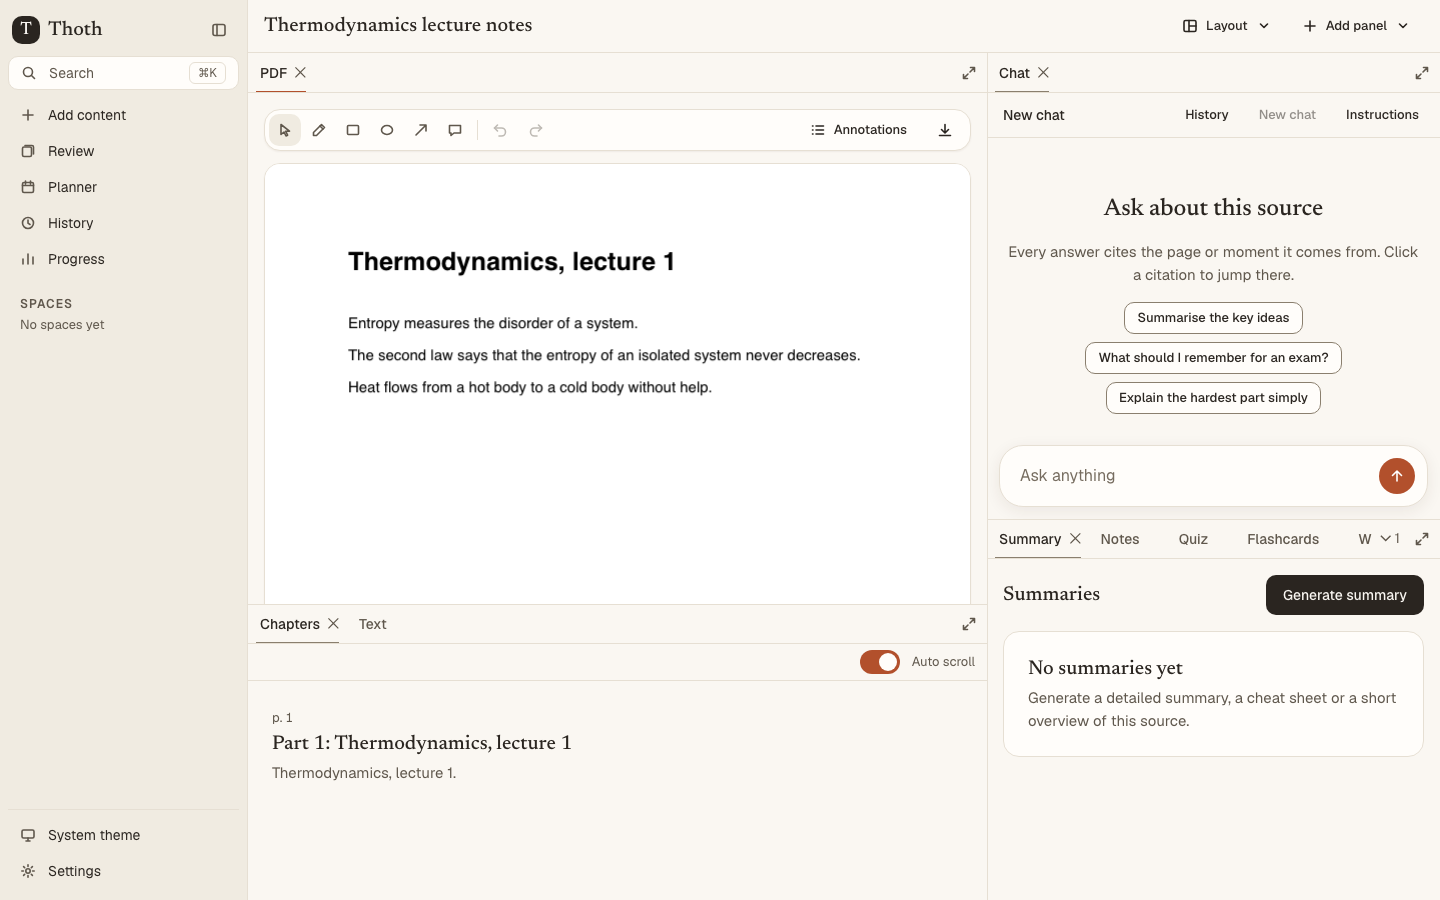 T Thoth
Search ⌘K
Add content
Review
Planner
History
Progress
SPACES
No spaces yet
System theme
Settings
Thermodynamics lecture notes
Layout
Add panel
PDF
Annotations
Thermodynamics, lecture 1
Entropy measures the disorder of a system.
The second law says that the entropy of an isolated system never decreases.
Heat flows from a hot body to a cold body without help.
Chapters Text
Auto scroll
p. 1
Part 1: Thermodynamics, lecture 1
Thermodynamics, lecture 1.
Chat
New chat History New chat Instructions
Ask about this source
Every answer cites the page or moment it comes from. Click
a citation to jump there.
Summarise the key ideas
What should I remember for an exam?
Explain the hardest part simply
Ask anything
Summary Notes Quiz Flashcards W 1
Summaries
Generate summary
No summaries yet
Generate a detailed summary, a cheat sheet or a short
overview of this source.